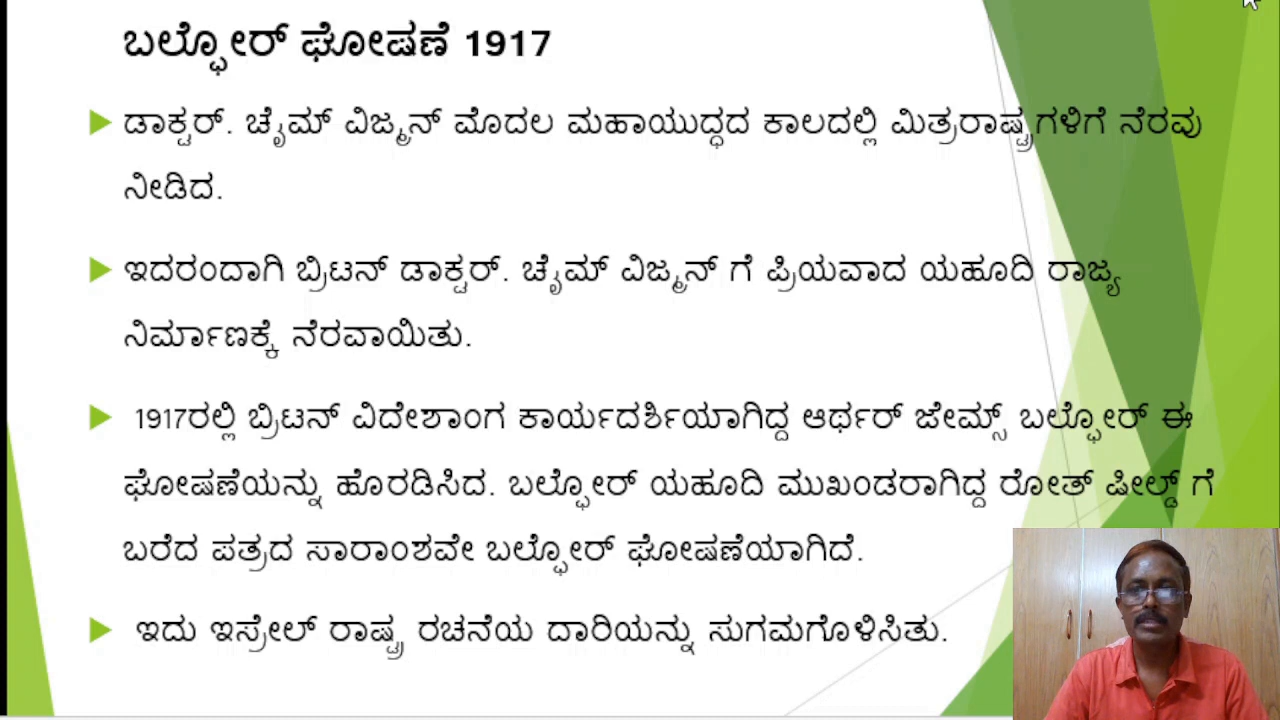 ಬಲ್ಫೋರ್ ಘೋಷಣೆ 1917
ಡಾಕ್ಟರ್. ಚೈಮ್ ವಿಜ್ಮನ್ ಮೊದಲ ಮಹಾಯುದ್ಧದ ಕಾಲದಲ್ಲಿ ಮಿತ್ರರಾಷ್ಟ್ರಗಳಿಗೆ ನೆರವು
ನೀಡಿದ.
ಇದರಂದಾಗಿ ಬ್ರಿಟನ್ ಡಾಕ್ಟರ್. ಚೈಮ್ ವಿಜ್ಮನ್ ಗೆ ಪ್ರಿಯವಾದ ಯಹೂದಿ ರಾಜ್ಯ
ನಿರ್ಮಾಣಕ್ಕೆ ನೆರವಾಯಿತು.
1917ರಲ್ಲಿ ಬ್ರಿಟನ್ ವಿದೇಶಾಂಗ ಕಾರ್ಯದರ್ಶಿಯಾಗಿದ್ದ ಆರ್ಥರ್ ಜೇಮ್ಸ್ ಬಲ್ಫೋರ್ ಈ
ಘೋಷಣೆಯನ್ನು ಹೊರಡಿಸಿದ. ಬಲ್ಫೋರ್ ಯಹೂದಿ ಮುಖಂಡರಾಗಿದ್ದ ರೋತ್ ಷೀಲ್ಡ್ ಗೆ
ಬರೆದ ಪತ್ರದ ಸಾರಾಂಶವೇ ಬಲ್ಫೋರ್ ಘೋಷಣೆಯಾಗಿದೆ.
ಇದು ಇಸ್ರೇಲ್ ರಾಷ್ಟ್ರ ರಚನೆಯ ದಾರಿಯನ್ನು ಸುಗಮಗೊಳಿಸಿತು.